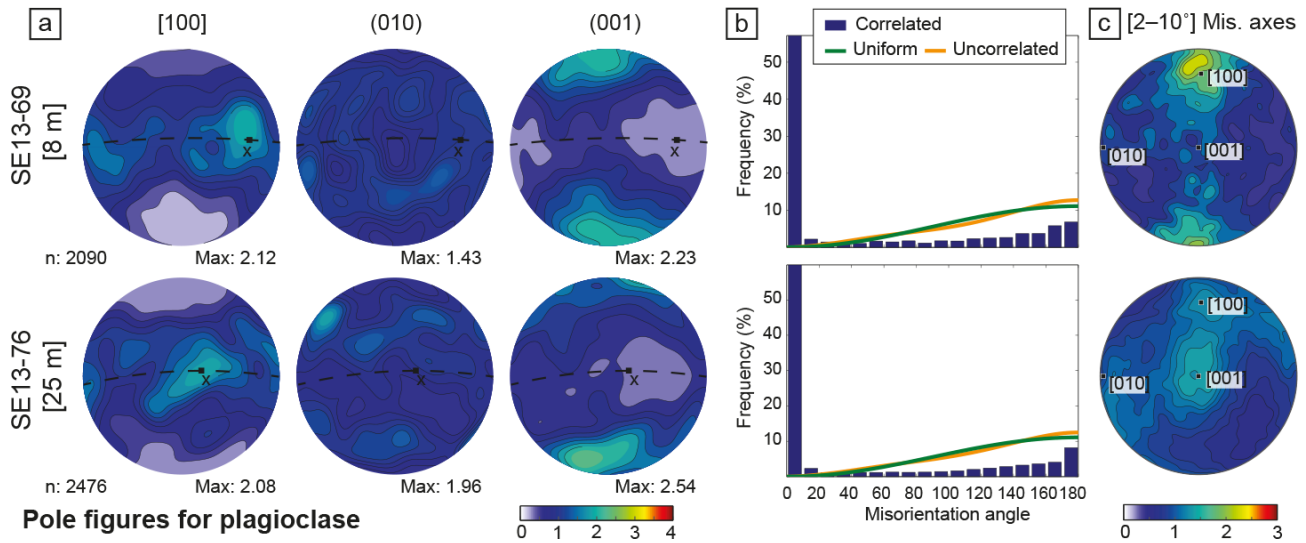 a [100] (010) (001)
SE13-69
[8 m]
x x x
n: 2090 Max: 2.12 Max: 1.43 Max: 2.23
SE13-76
[25 m]
x x x
n: 2476 Max: 2.08 Max: 1.96 Max: 2.54
Pole figures for plagioclase
0 1 2 3 4
b
Correlated
Uniform Uncorrelated
Frequency (%)
50
40
30
20
10
Frequency (%)
50
40
30
20
10
0 20 40 60 80 100 120 140 160 180
Misorientation angle
c [2–10°] Mis. axes
[100]
[010] [001]
[100]
[010] [001]
0 1 2 3